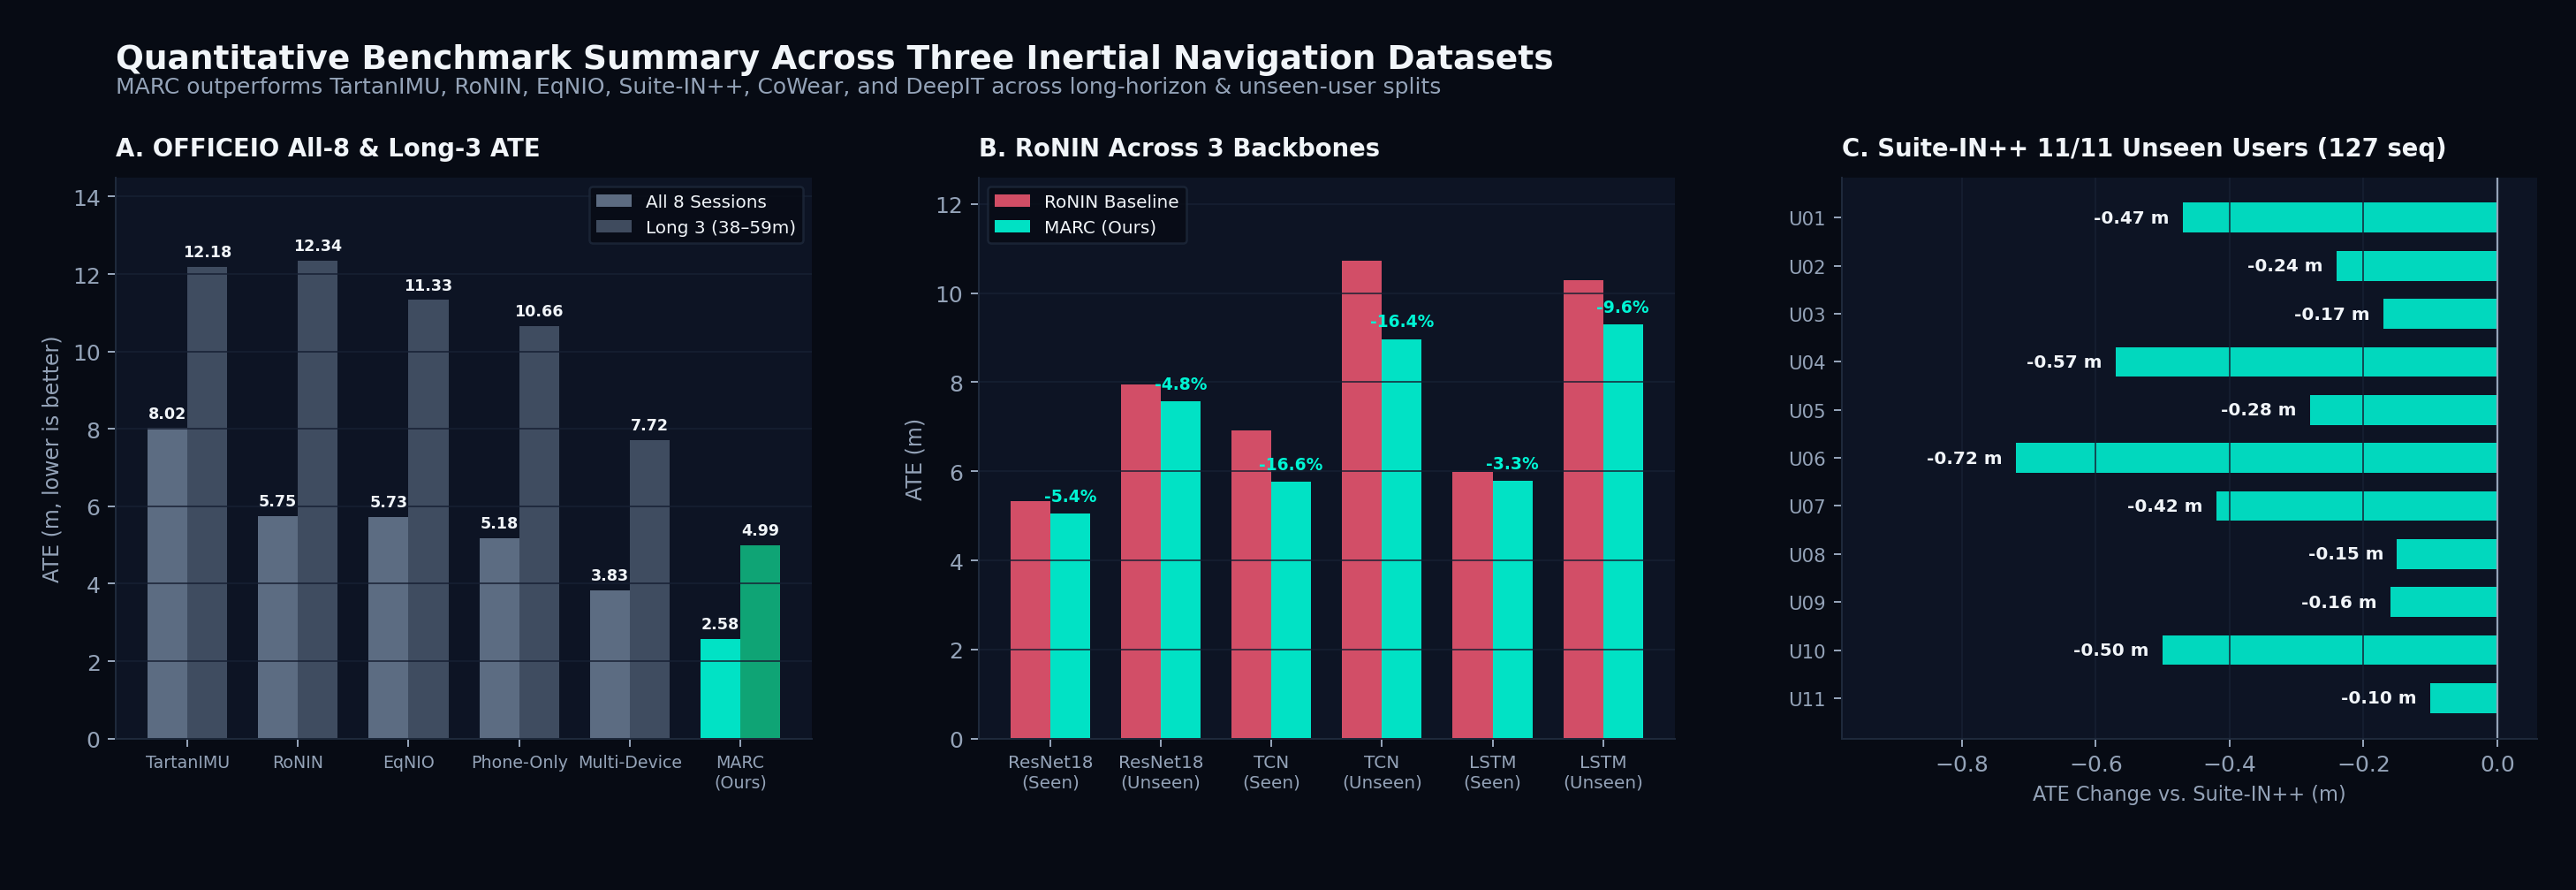 Quantitative Benchmark Summary Across Three Inertial Navigation Datasets
MARC outperforms TartanIMU, RoNIN, EqNIO, Suite-IN++, CoWear, and DeepIT across long-horizon & unseen-user splits
A. OFFICEIO All-8 & Long-3 ATE
ATE (m, lower is better)
14
12
10
8
6
4
2
0
All 8 Sessions
Long 3 (38–59m)
8.02
12.18
5.75
12.34
5.73
11.33
5.18
10.66
3.83
7.72
2.58
4.99
TartanIMU
RoNIN
EqNIO
Phone-Only
Multi-Device
MARC
(Ours)
B. RoNIN Across 3 Backbones
ATE (m)
12
10
8
6
4
2
0
RoNIN Baseline
MARC (Ours)
-5.4%
-4.8%
-16.6%
-16.4%
-3.3%
-9.6%
ResNet18
(Seen)
ResNet18
(Unseen)
TCN
(Seen)
TCN
(Unseen)
LSTM
(Seen)
LSTM
(Unseen)
C. Suite-IN++ 11/11 Unseen Users (127 seq)
U01
-0.47 m
U02
-0.24 m
U03
-0.17 m
U04
-0.57 m
U05
-0.28 m
U06
-0.72 m
U07
-0.42 m
U08
-0.15 m
U09
-0.16 m
U10
-0.50 m
U11
-0.10 m
−0.8
−0.6
−0.4
−0.2
0.0
ATE Change vs. Suite-IN++ (m)